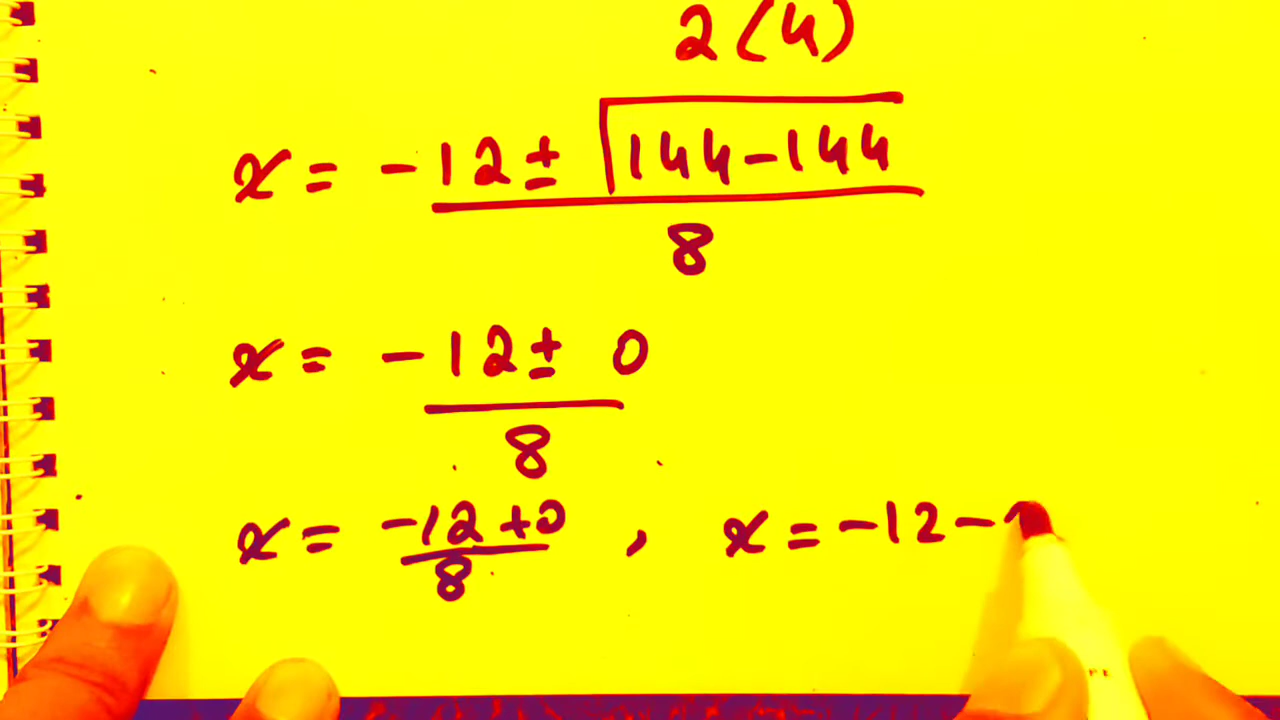 2(4)
x = -12 ± √144-144
8
x = -12 ± 0
8
x = -12+0 , x = -12-
8